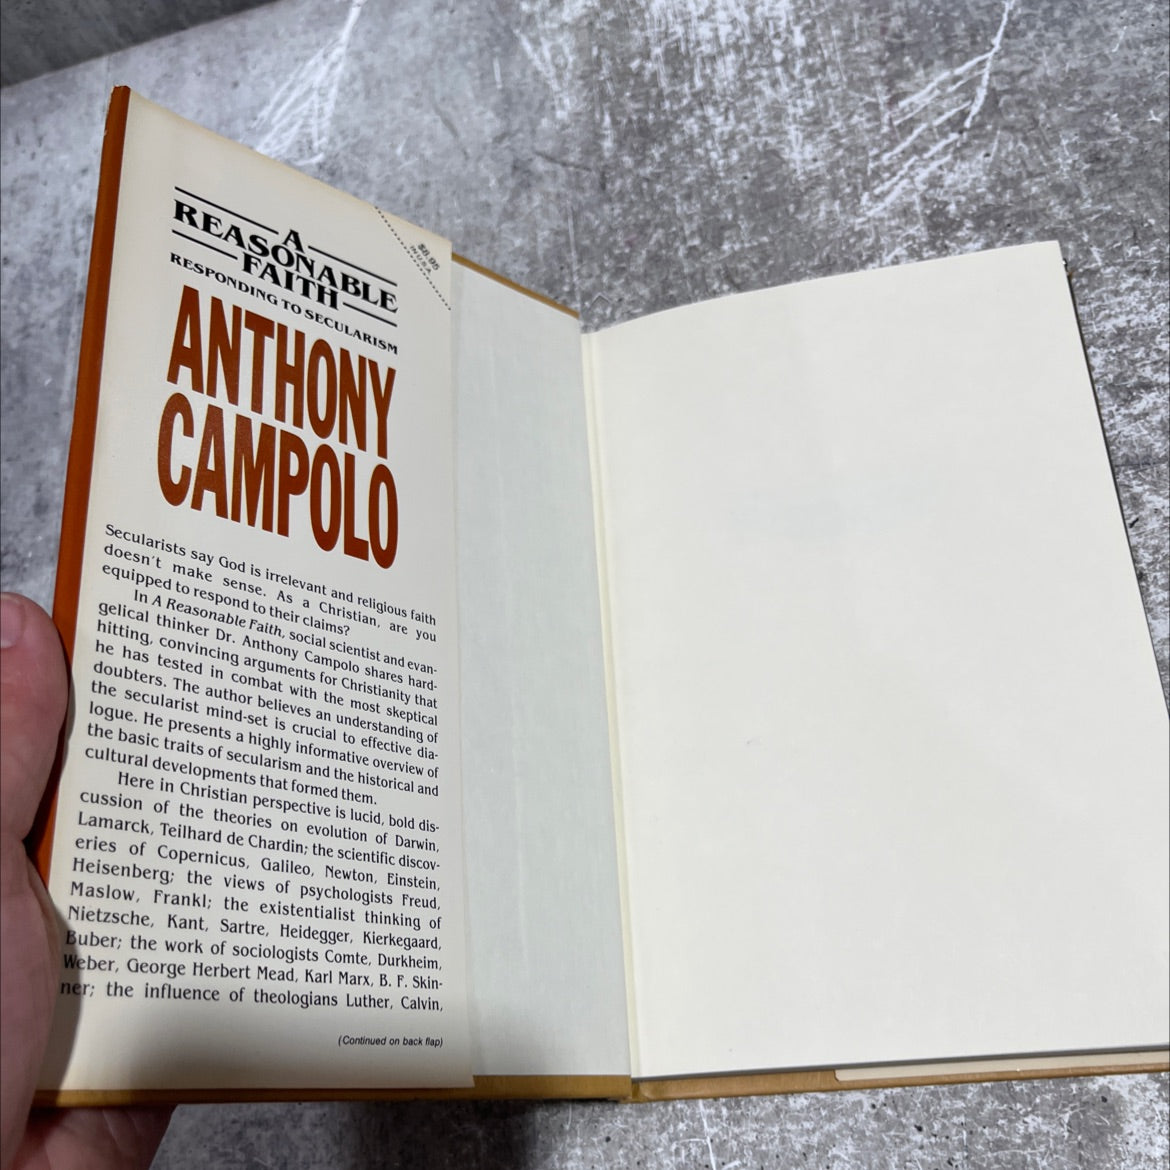 A
REASONABLE
FAITH
RESPONDING TO SECULARISM
$8.95
IN U.S.A.
ANTHONY
CAMPOLO
Secularists say God is irrelevant and religious faith
doesn't make sense. As a Christian, are you
equipped to respond to their claims?
In A Reasonable Faith, social scientist and evan-
gelical thinker Dr. Anthony Campolo shares hard-
hitting, convincing arguments for Christianity that
he has tested in combat with the most skeptical
doubters. The author believes an understanding of
the secularist mind-set is crucial to effective dia-
logue. He presents a highly informative overview of
the basic traits of secularism and the historical and
cultural developments that formed them.
Here in Christian perspective is lucid, bold dis-
cussion of the theories on evolution of Darwin,
Lamarck, Teilhard de Chardin; the scientific discov-
eries of Copernicus, Galileo, Newton, Einstein,
Heisenberg; the views of psychologists Freud,
Maslow, Frankl; the existentialist thinking of
Nietzsche, Kant, Sartre, Heidegger, Kierkegaard,
Buber; the work of sociologists Comte, Durkheim,
Weber, George Herbert Mead, Karl Marx, B. F. Skin-
ner; the influence of theologians Luther, Calvin,
(Continued on back flap)